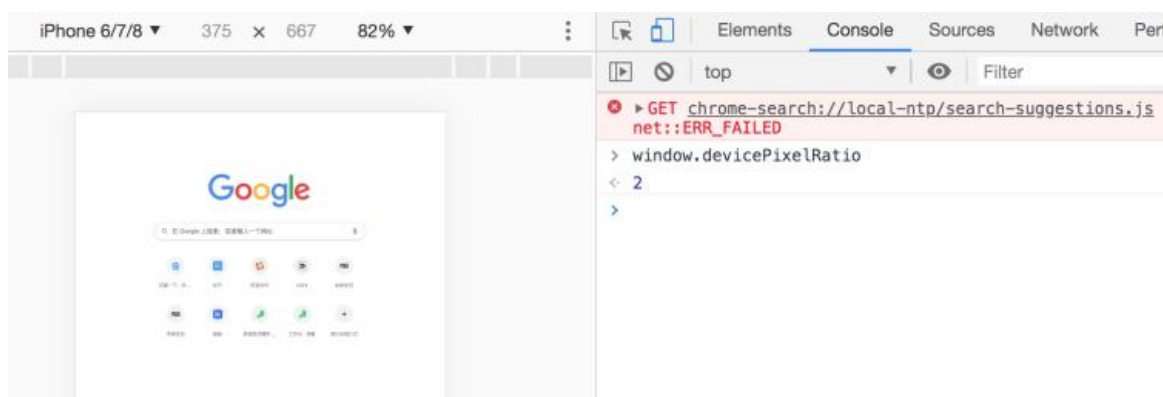 iPhone 6/7/8 ▼ 375 × 667 82% ▼
Elements Console Sources Network Per
top ▼ Filter
▶GET chrome-search://local-ntp/search-suggestions.js
net::ERR_FAILED
> window.devicePixelRatio
2
>
Google